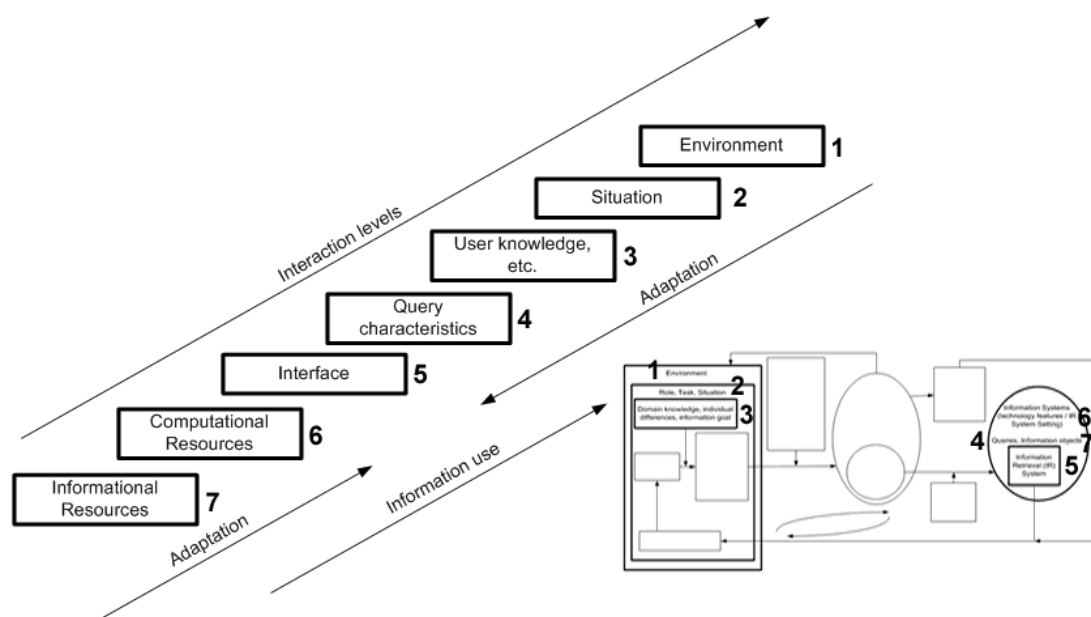 Environment
1
Situation
2
User knowledge,
etc.
3
Query
characteristics
4
Interface
5
Computational
Resources
6
Informational
Resources
7
Interaction levels
Adaptation
Adaptation
Information use
1
Environment
Role, Task, Situation
2
Domain knowledge, individual
differences, information goal
3
Information Systems
(technology features / IR
System Setting)
6
4
Queries, Information objects
7
Information
Retrieval (IR)
System
5